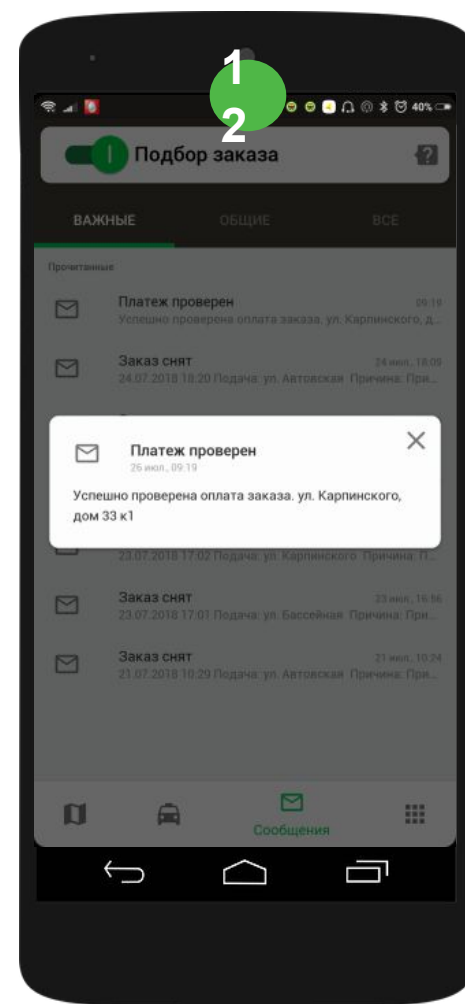 1
2
40%
Подбор заказа
ВАЖНЫЕ ОБЩИЕ ВСЕ
Прочитанные
Платеж проверен 09:19
Успешно проверена оплата заказа. ул. Карпинского, д...
Заказ снят 24 июл., 18:09
24.07.2018 18:20 Подача: ул. Автовская Причина: При...
Платеж проверен
26 июл., 09:19
Успешно проверена оплата заказа. ул. Карпинского,
дом 33 к1
23.07.2018 17:02 Подача: ул. Карпинского Причина: П...
Заказ снят 23 июл., 16:56
23.07.2018 17:01 Подача: ул. Бассейная Причина: При...
Заказ снят 21 июл., 10:24
21.07.2018 10:29 Подача: ул. Автовская Причина: При...
Сообщения